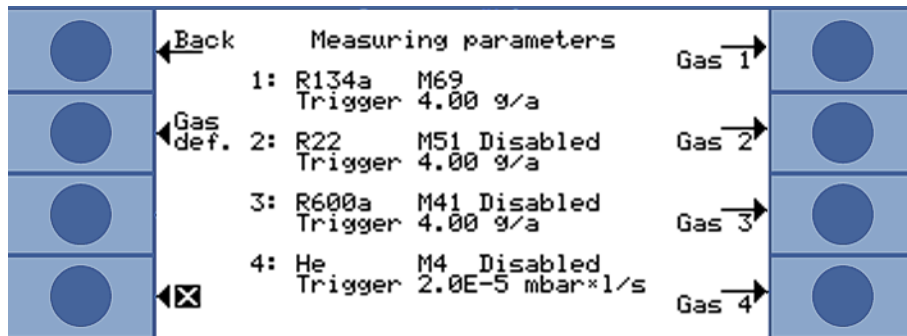 Back Measuring parameters
Gas 1
1: R134a M69
Trigger 4.00 g/a
Gas
def. 2: R22 M51 Disabled Gas 2
Trigger 4.00 g/a
3: R600a M41 Disabled
Trigger 4.00 g/a Gas 3
4: He M4 Disabled
Trigger 2.0E-5 mbar×l/s
Gas 4